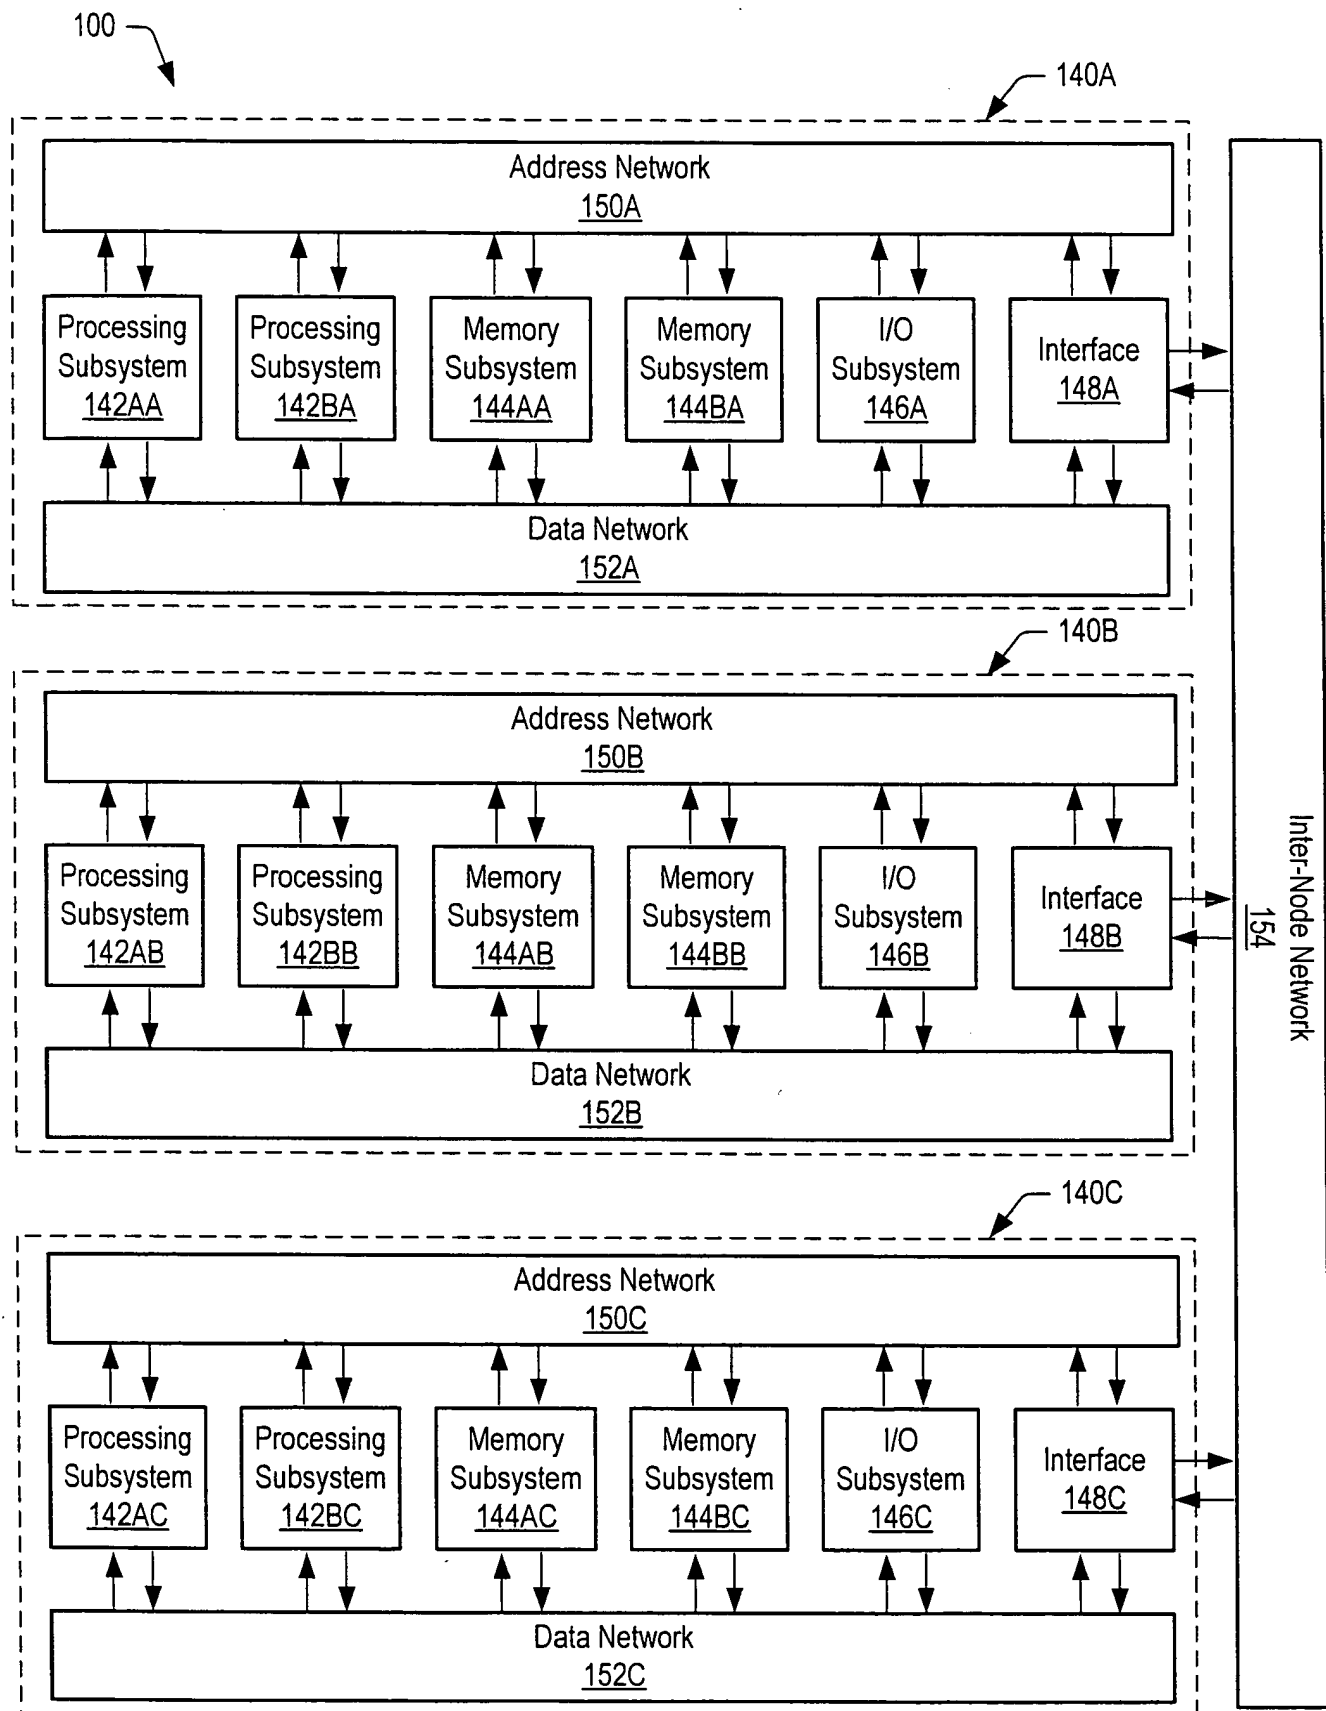 100
140A
Address Network
150A
Processing
Subsystem
142AA
Processing
Subsystem
142BA
Memory
Subsystem
144AA
Memory
Subsystem
144BA
I/O
Subsystem
146A
Interface
148A
Data Network
152A
140B
Address Network
150B
Processing
Subsystem
142AB
Processing
Subsystem
142BB
Memory
Subsystem
144AB
Memory
Subsystem
144BB
I/O
Subsystem
146B
Interface
148B
Data Network
152B
140C
Address Network
150C
Processing
Subsystem
142AC
Processing
Subsystem
142BC
Memory
Subsystem
144AC
Memory
Subsystem
144BC
I/O
Subsystem
146C
Interface
148C
Data Network
152C
Inter-Node Network
154